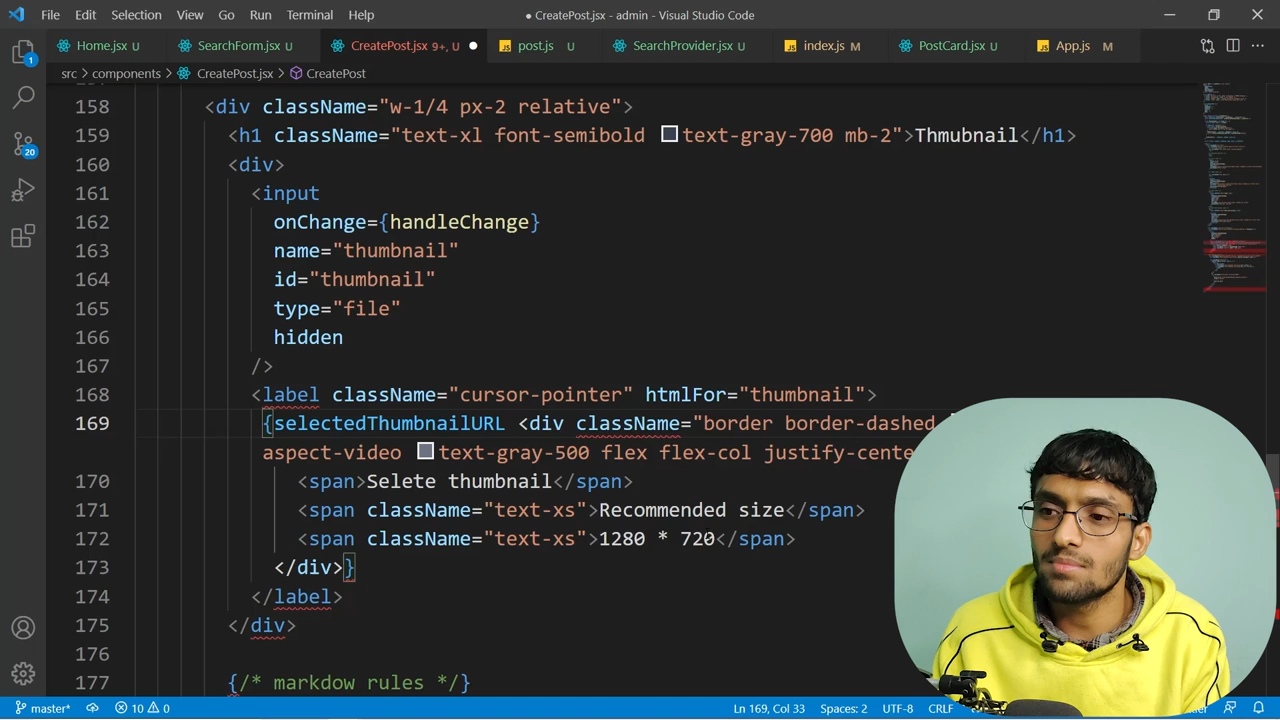 File Edit Selection View Go Run Terminal Help ● CreatePost.jsx - admin - Visual Studio Code
Home.jsx U SearchForm.jsx U CreatePost.jsx 9+, U post.js U SearchProvider.jsx U index.js M PostCard.jsx U App.js M
src > components > CreatePost.jsx > CreatePost
158 <div className="w-1/4 px-2 relative">
159 <h1 className="text-xl font-semibold text-gray-700 mb-2">Thmubnail</h1>
160 <div>
161 <input
162 onChange={handleChange}
163 name="thumbnail"
164 id="thumbnail"
165 type="file"
166 hidden
167 />
168 <label className="cursor-pointer" htmlFor="thumbnail">
169 {selectedThumbnailURL <div className="border border-dashed
aspect-video text-gray-500 flex flex-col
170 <span>Selete thumbnail</span>
171 <span className="text-xs">Recommended size</span>
172 <span className="text-xs">1280 * 720</span>
173 </div>}
174 </label>
175 </div>
176
177 {/* markdow rules */}
1
20
master* 10 0 Ln 169, Col 33 Spaces: 2 UTF-8 CRLF